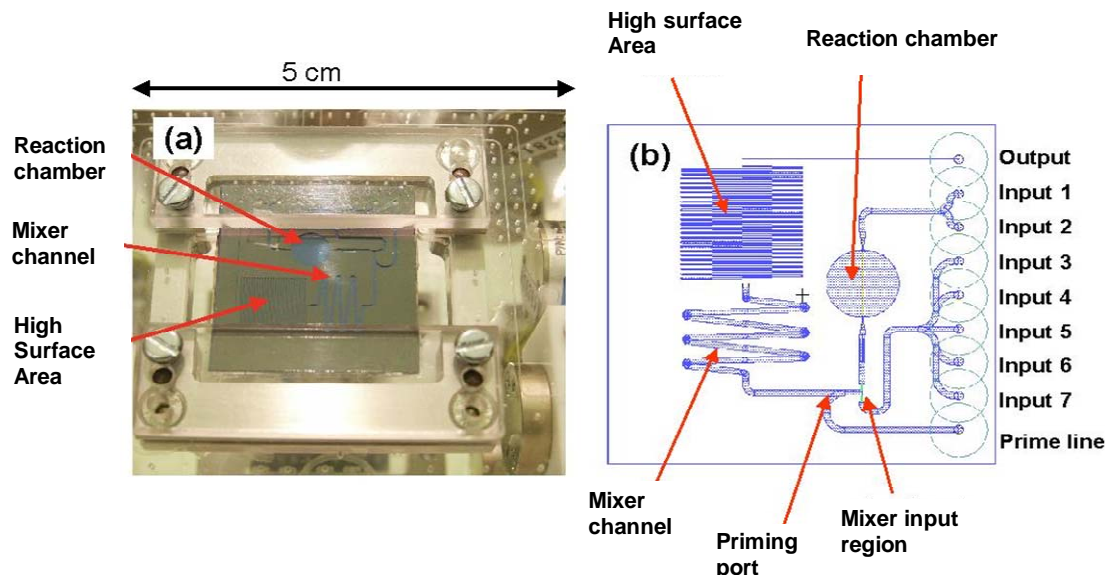 5 cm
(a)
Reaction
chamber
Mixer
channel
High
Surface
Area
High surface
Area
Reaction chamber
(b)
Output
Input 1
Input 2
Input 3
Input 4
Input 5
Input 6
Input 7
Prime line
Mixer
channel
Priming
port
Mixer input
region